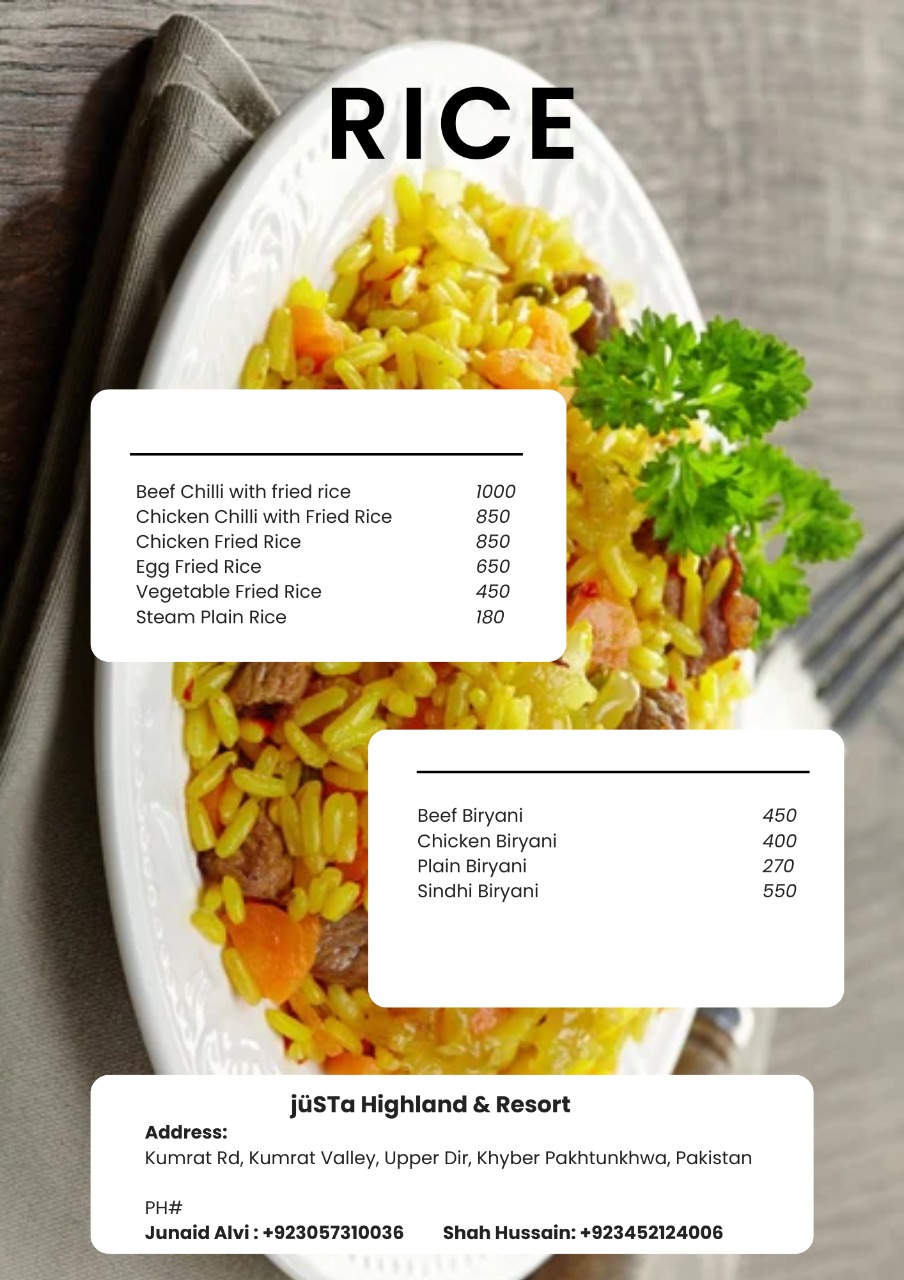 RICE
Beef Chilli with fried rice 1000
Chicken Chilli with Fried Rice 850
Chicken Fried Rice 850
Egg Fried Rice 650
Vegetable Fried Rice 450
Steam Plain Rice 180
Beef Biryani 450
Chicken Biryani 400
Plain Biryani 270
Sindhi Biryani 550
jüSTa Highland & Resort
Address:
Kumrat Rd, Kumrat Valley, Upper Dir, Khyber Pakhtunkhwa, Pakistan
PH#
Junaid Alvi : +923057310036 Shah Hussain: +923452124006